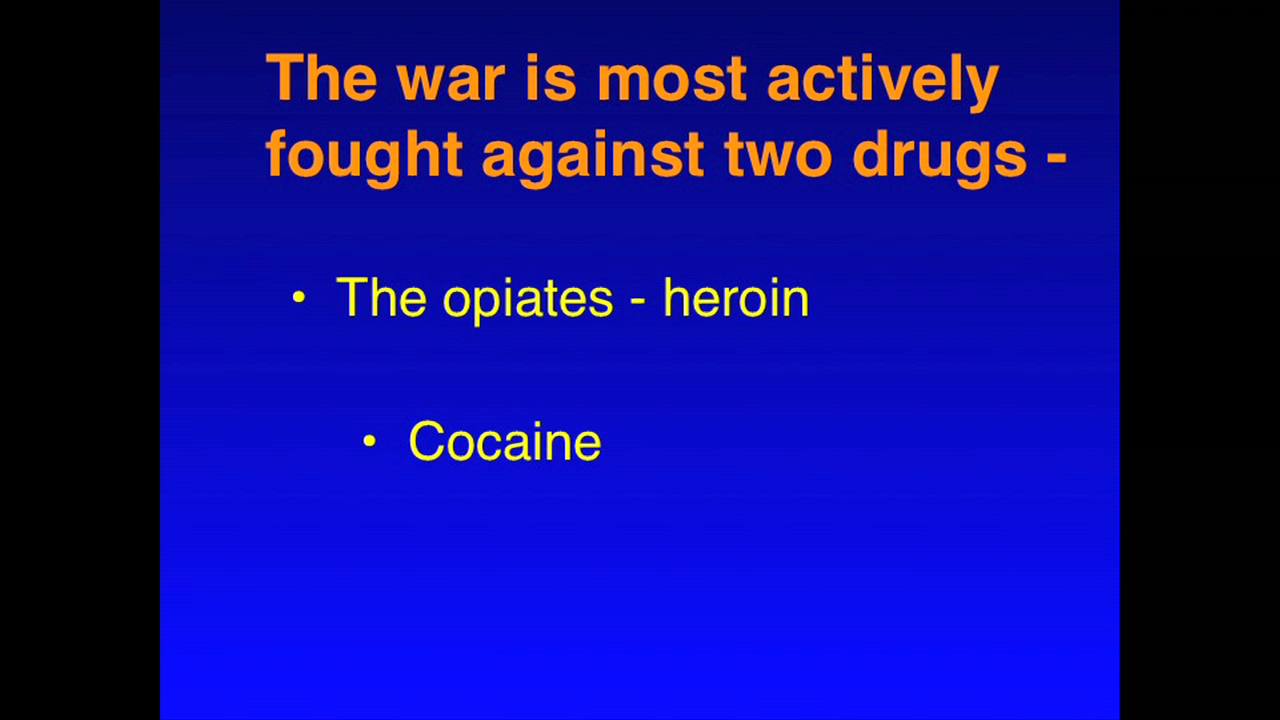 The war is most actively
fought against two drugs -
• The opiates - heroin
• Cocaine